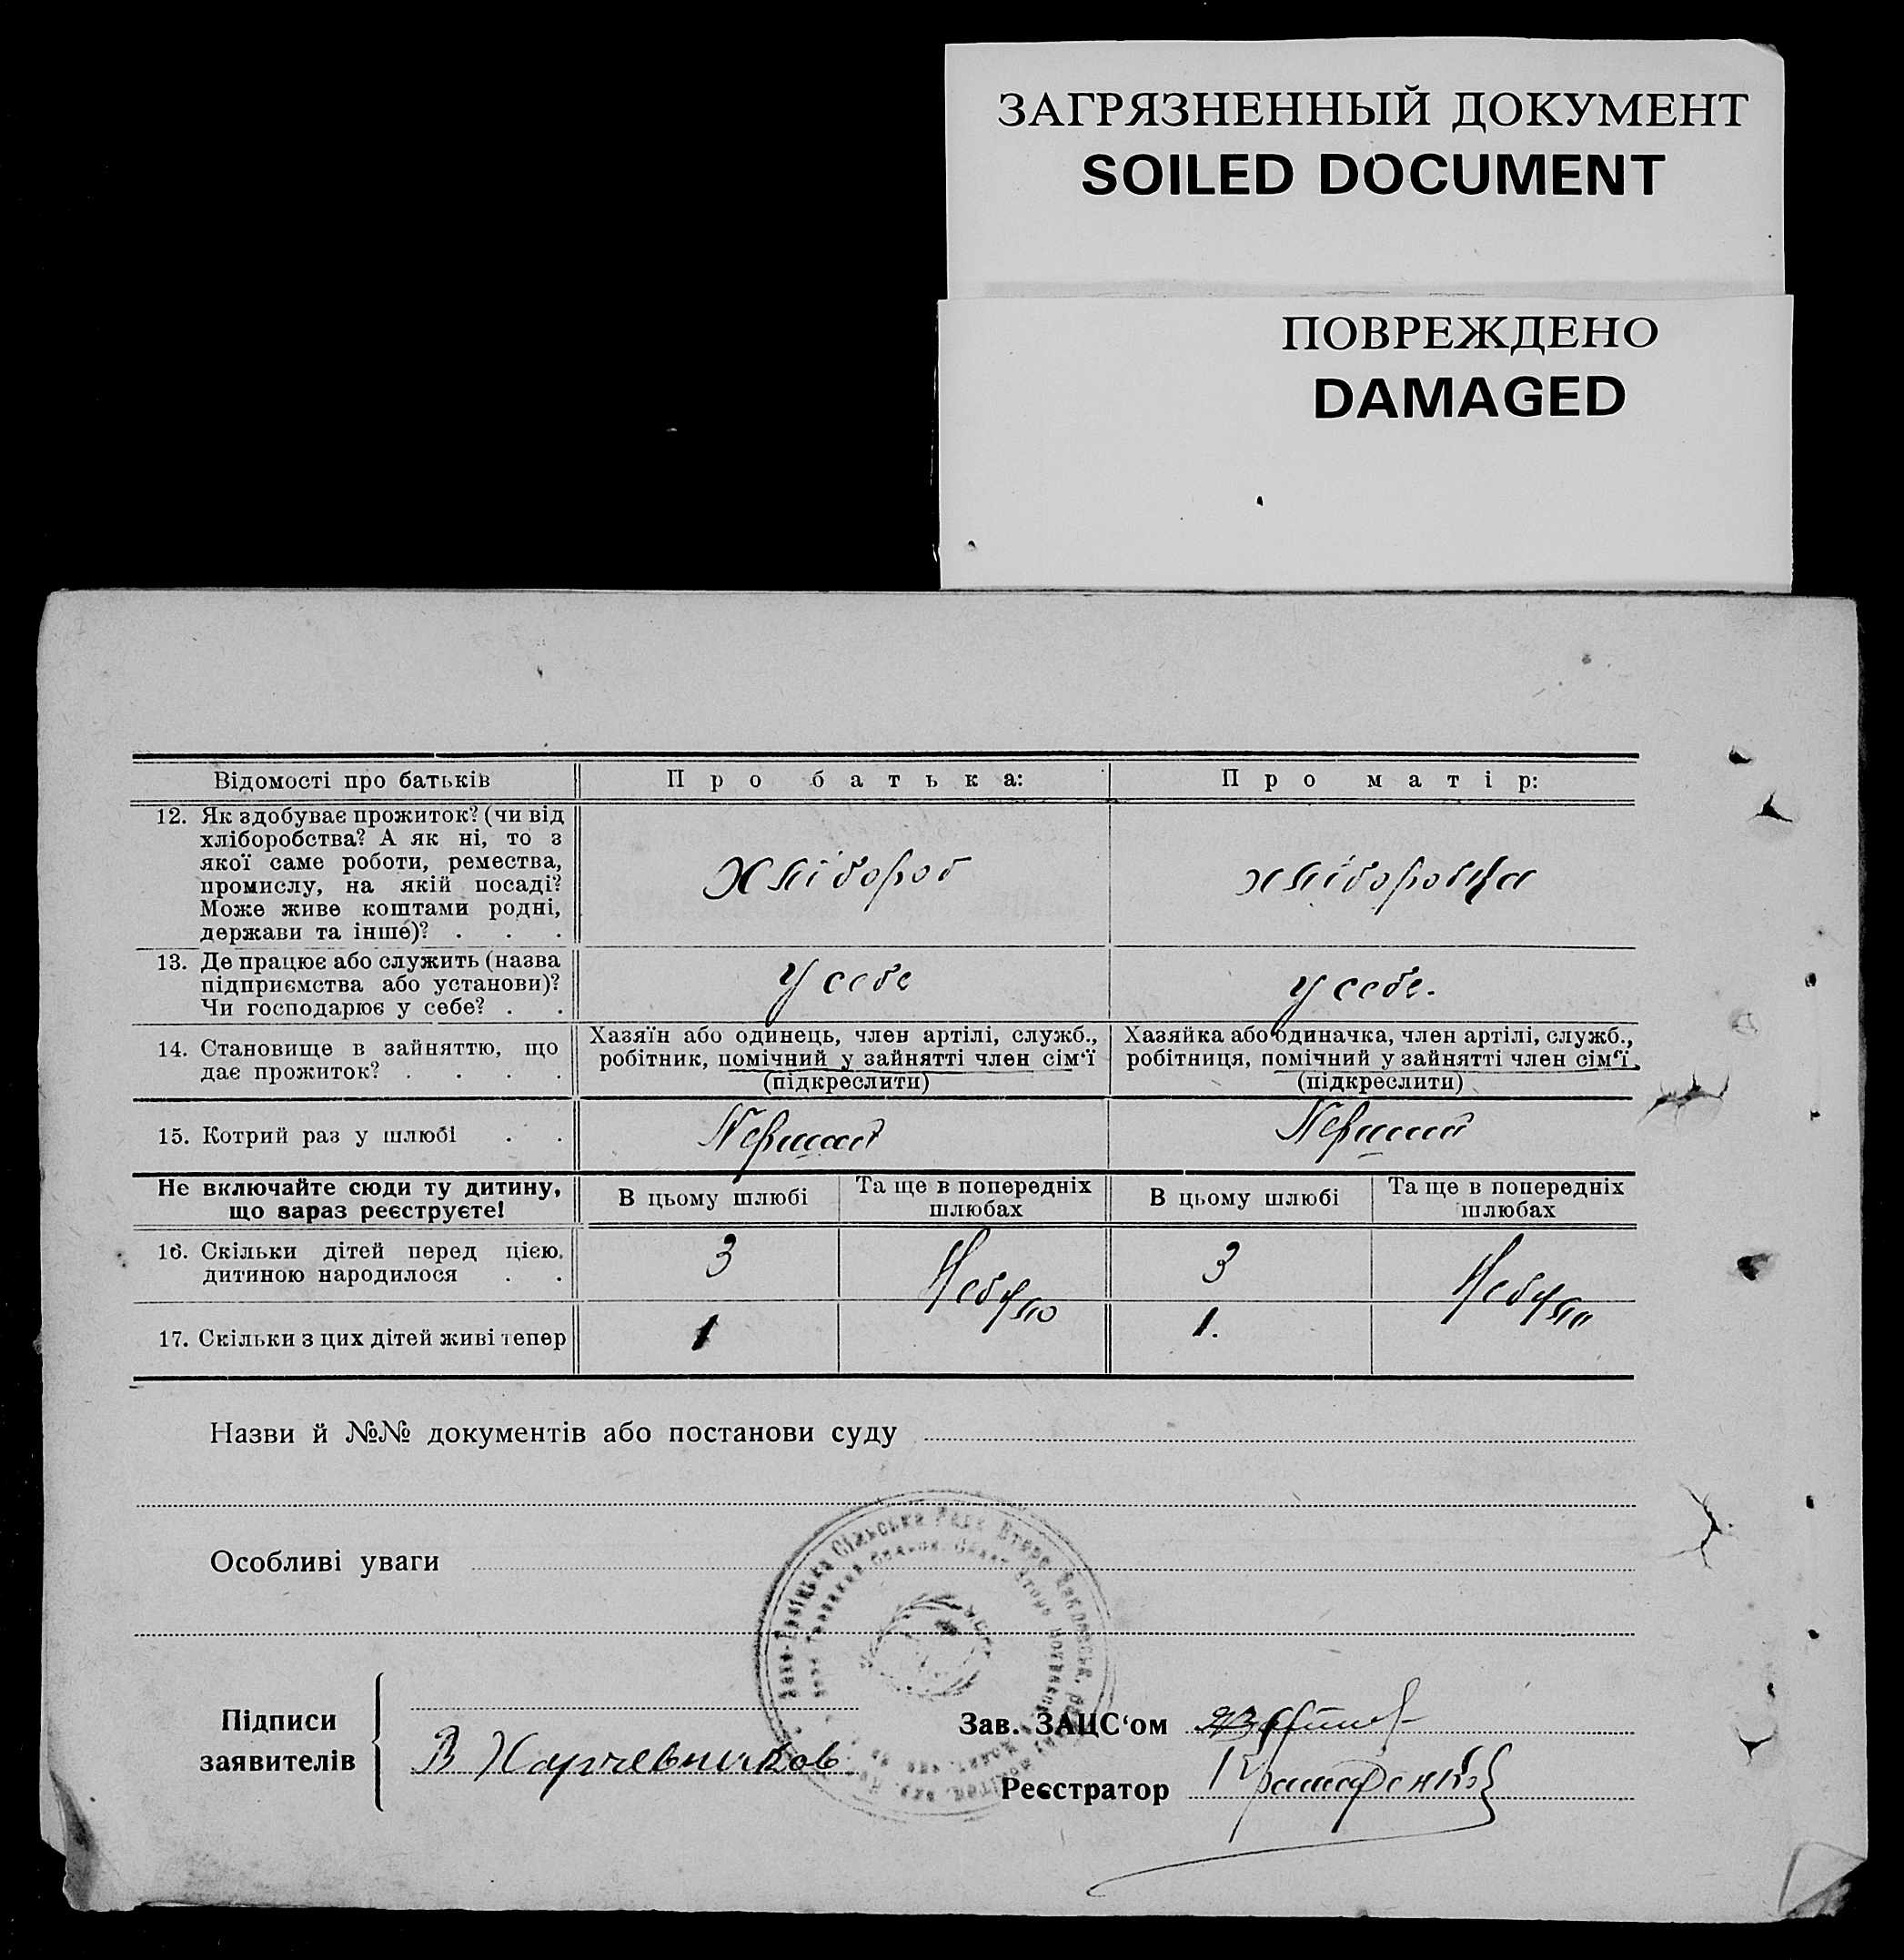 ЗАГРЯЗНЕННЫЙ ДОКУМЕНТ
SOILED DOCUMENT
ПОВРЕЖДЕНО
DAMAGED
Відомості про батьків
Про батька:
Про матір:
12. Як здобуває прожиток? (чи від
хліборобства? А як ні, то з
якої саме роботи, ремества,
промислу, на якій посаді?
Може живе коштами родні,
держави та інше)? . . .
хлібороб
хліборобка
13. Де працює або служить (назва
підприємства або установи)?
Чи господарює у себе? . .
у себе
у себе.
14. Становище в зайняттю, що
дає прожиток? . . . .
Хазяїн або одинець, член артілі, служб.,
робітник, помічний у зайнятті член сім‘ї
(підкреслити)
Хазяйка або одиначка, член артілі, служб.,
робітниця, помічний у зайнятті член сім‘ї.
(підкреслити)
15. Котрий раз у шлюбі . .
Перший
Перший
Не включайте сюди ту дитину,
що зараз реєструєте!
В цьому шлюбі
Та ще в попередніх
шлюбах
В цьому шлюбі
Та ще в попередніх
шлюбах
16. Скільки дітей перед цією
дитиною народилося . .
3
Небуло
3
Небуло
17. Скільки з цих дітей живі тепер
1
1.
Назви й №№ документів або постанови суду
Особливі уваги
Сільська Рада
Підписи
заявителів
В Харчевников
Зав. ЗАЦС‘ом
Реєстратор